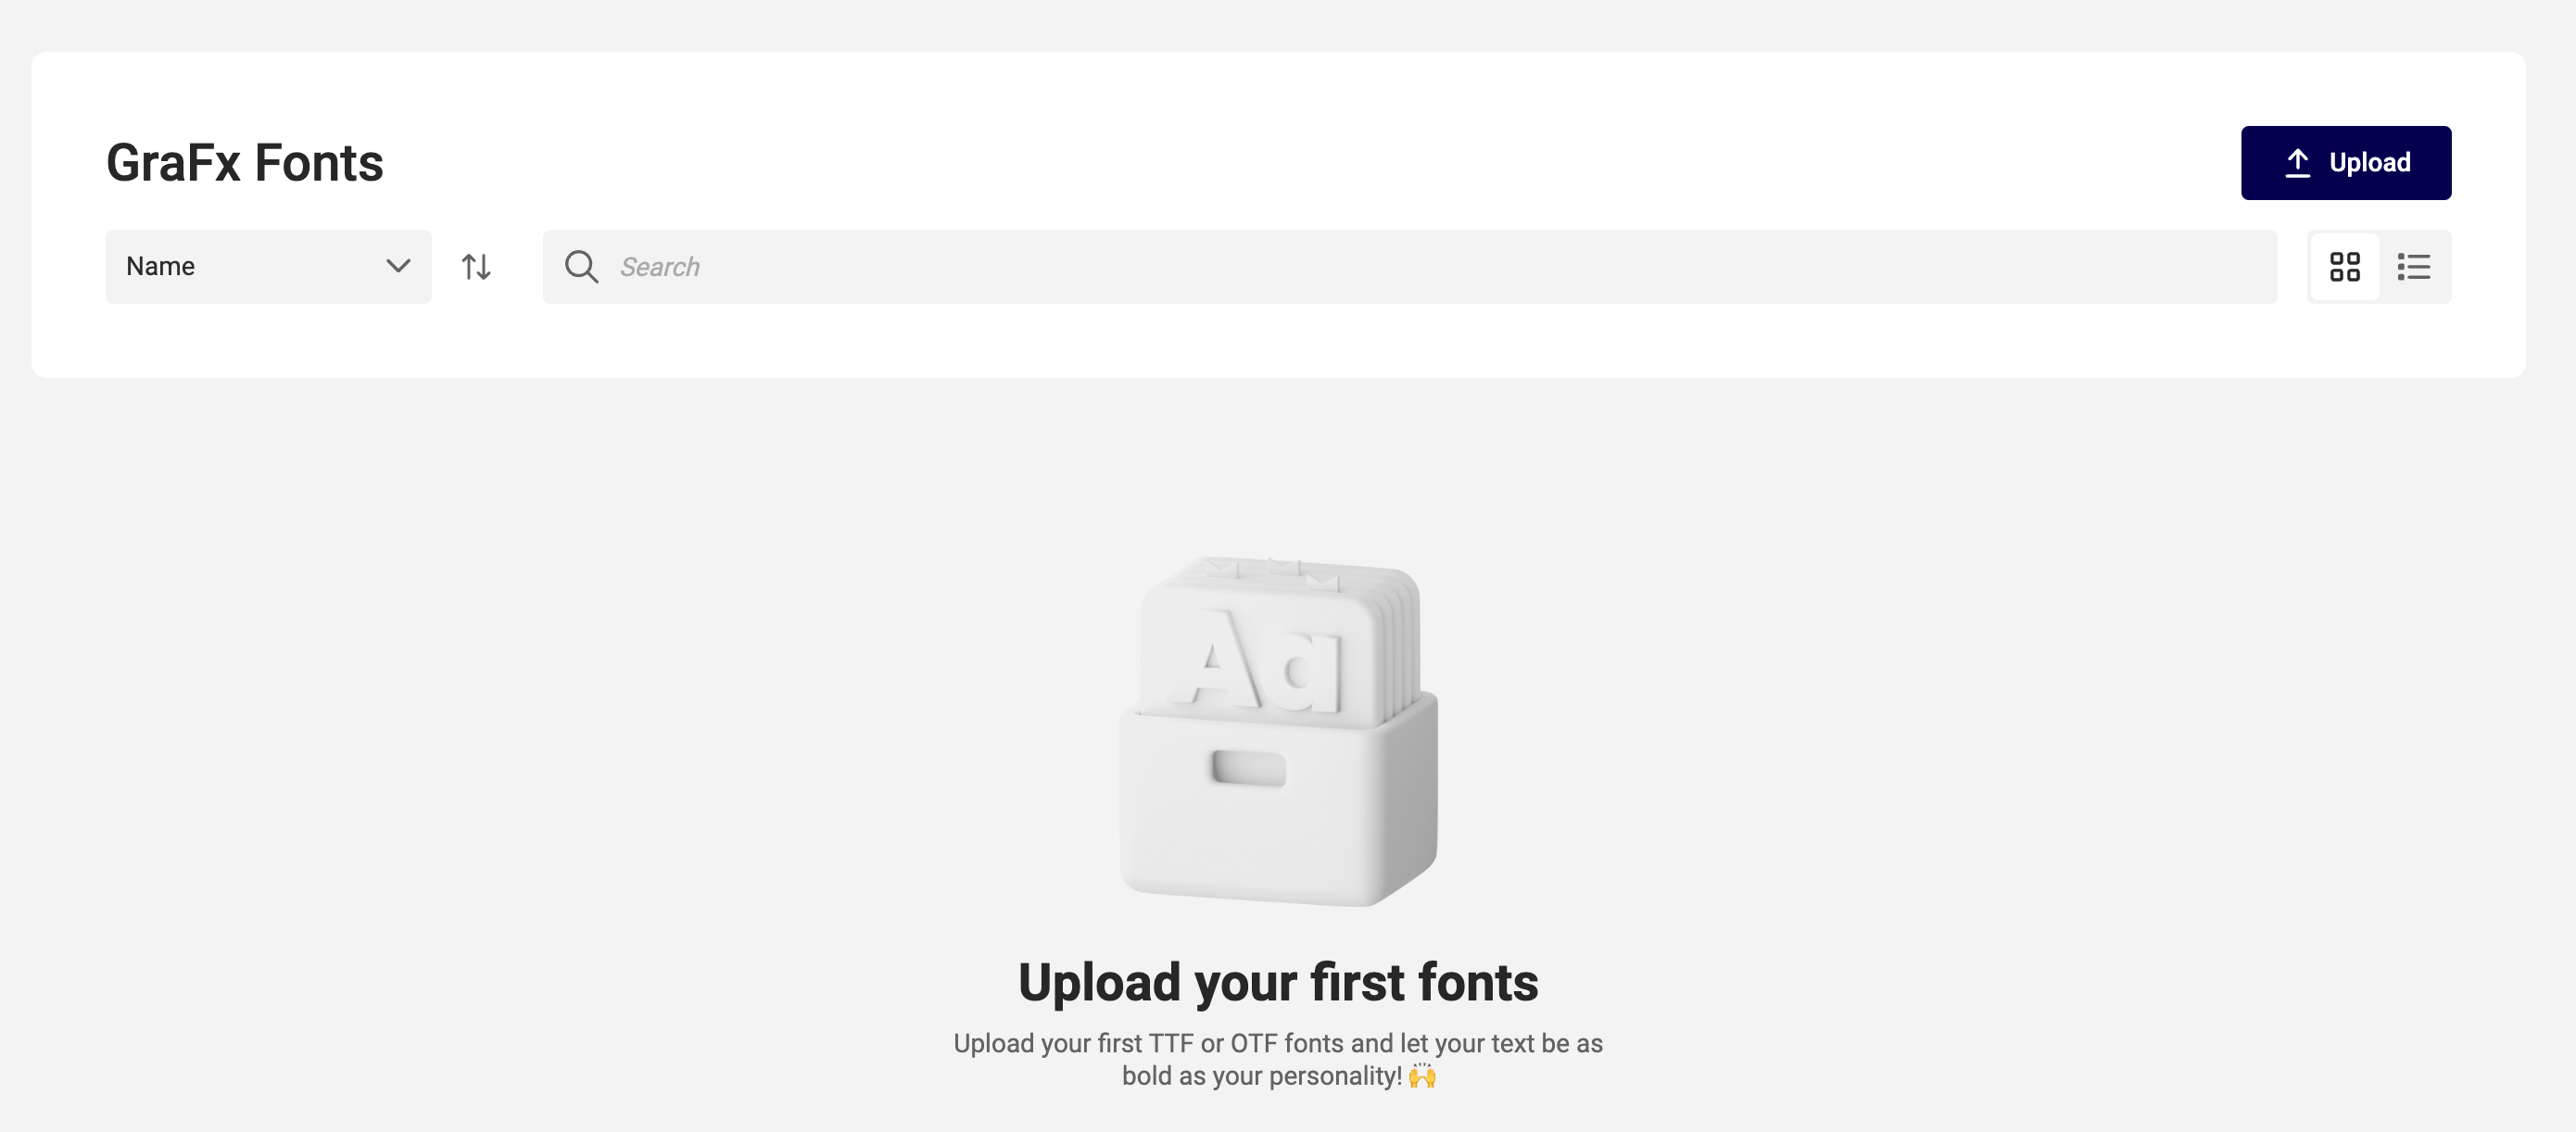 GraFx Fonts
Upload
Name
Search
Aa
Upload your first fonts
Upload your first TTF or OTF fonts and let your text be as
bold as your personality! 🙌